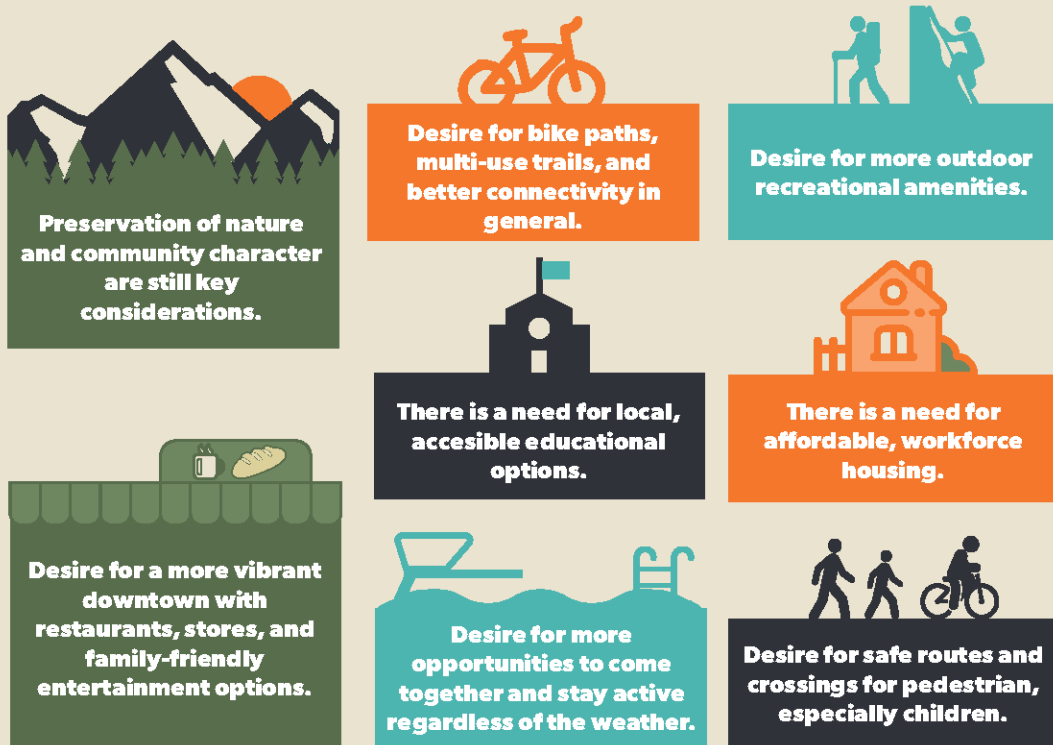 Preservation of nature
and community character
are still key
considerations.
Desire for bike paths,
multi-use trails, and
better connectivity in
general.
Desire for more outdoor
recreational amenities.
There is a need for local,
accesible educational
options.
There is a need for
affordable, workforce
housing.
Desire for a more vibrant
downtown with
restaurants, stores, and
family-friendly
entertainment options.
Desire for more
opportunities to come
together and stay active
regardless of the weather.
Desire for safe routes and
crossings for pedestrian,
especially children.